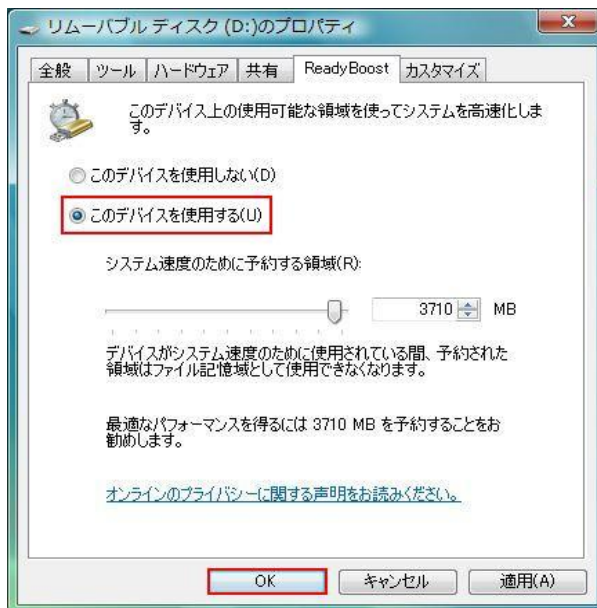 リムーバブル ディスク (D:)のプロパティ
全般 ツール ハードウェア 共有 ReadyBoost カスタマイズ
このデバイス上の使用可能な領域を使ってシステムを高速化しま
す。
このデバイスを使用しない(D)
このデバイスを使用する(U)
システム速度のために予約する領域(R):
3710 MB
デバイスがシステム速度のために使用されている間、予約された
領域はファイル記憶域として使用できなくなります。
最適なパフォーマンスを得るには 3710 MB を予約することをお
勧めします。
オンラインのプライバシーに関する声明をお読みください。
OK キャンセル 適用(A)